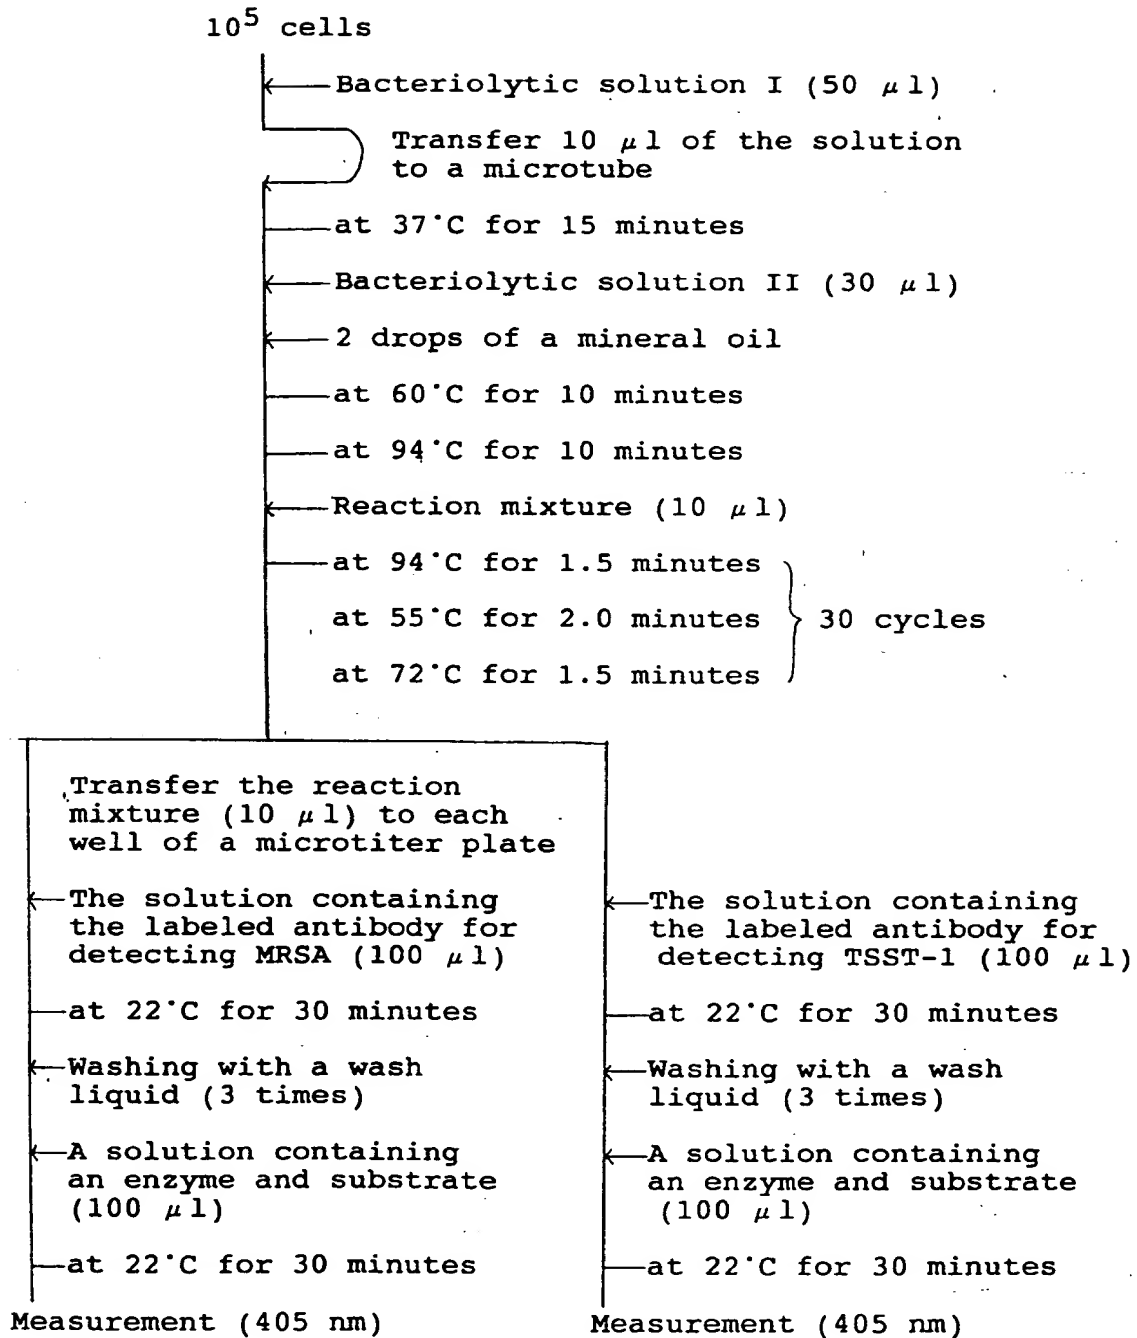 10⁵ cells
Bacteriolytic solution I (50 μl)
Transfer 10 μl of the solution
to a microtube
at 37°C for 15 minutes
Bacteriolytic solution II (30 μl)
2 drops of a mineral oil
at 60°C for 10 minutes
at 94°C for 10 minutes
Reaction mixture (10 μl)
at 94°C for 1.5 minutes
at 55°C for 2.0 minutes
30 cycles
at 72°C for 1.5 minutes
Transfer the reaction
mixture (10 μl) to each
well of a microtiter plate
The solution containing
the labeled antibody for
detecting MRSA (100 μl)
at 22°C for 30 minutes
Washing with a wash
liquid (3 times)
A solution containing
an enzyme and substrate
(100 μl)
at 22°C for 30 minutes
Measurement (405 nm)
The solution containing
the labeled antibody for
detecting TSST-1 (100 μl)
at 22°C for 30 minutes
Washing with a wash
liquid (3 times)
A solution containing
an enzyme and substrate
(100 μl)
at 22°C for 30 minutes
Measurement (405 nm)